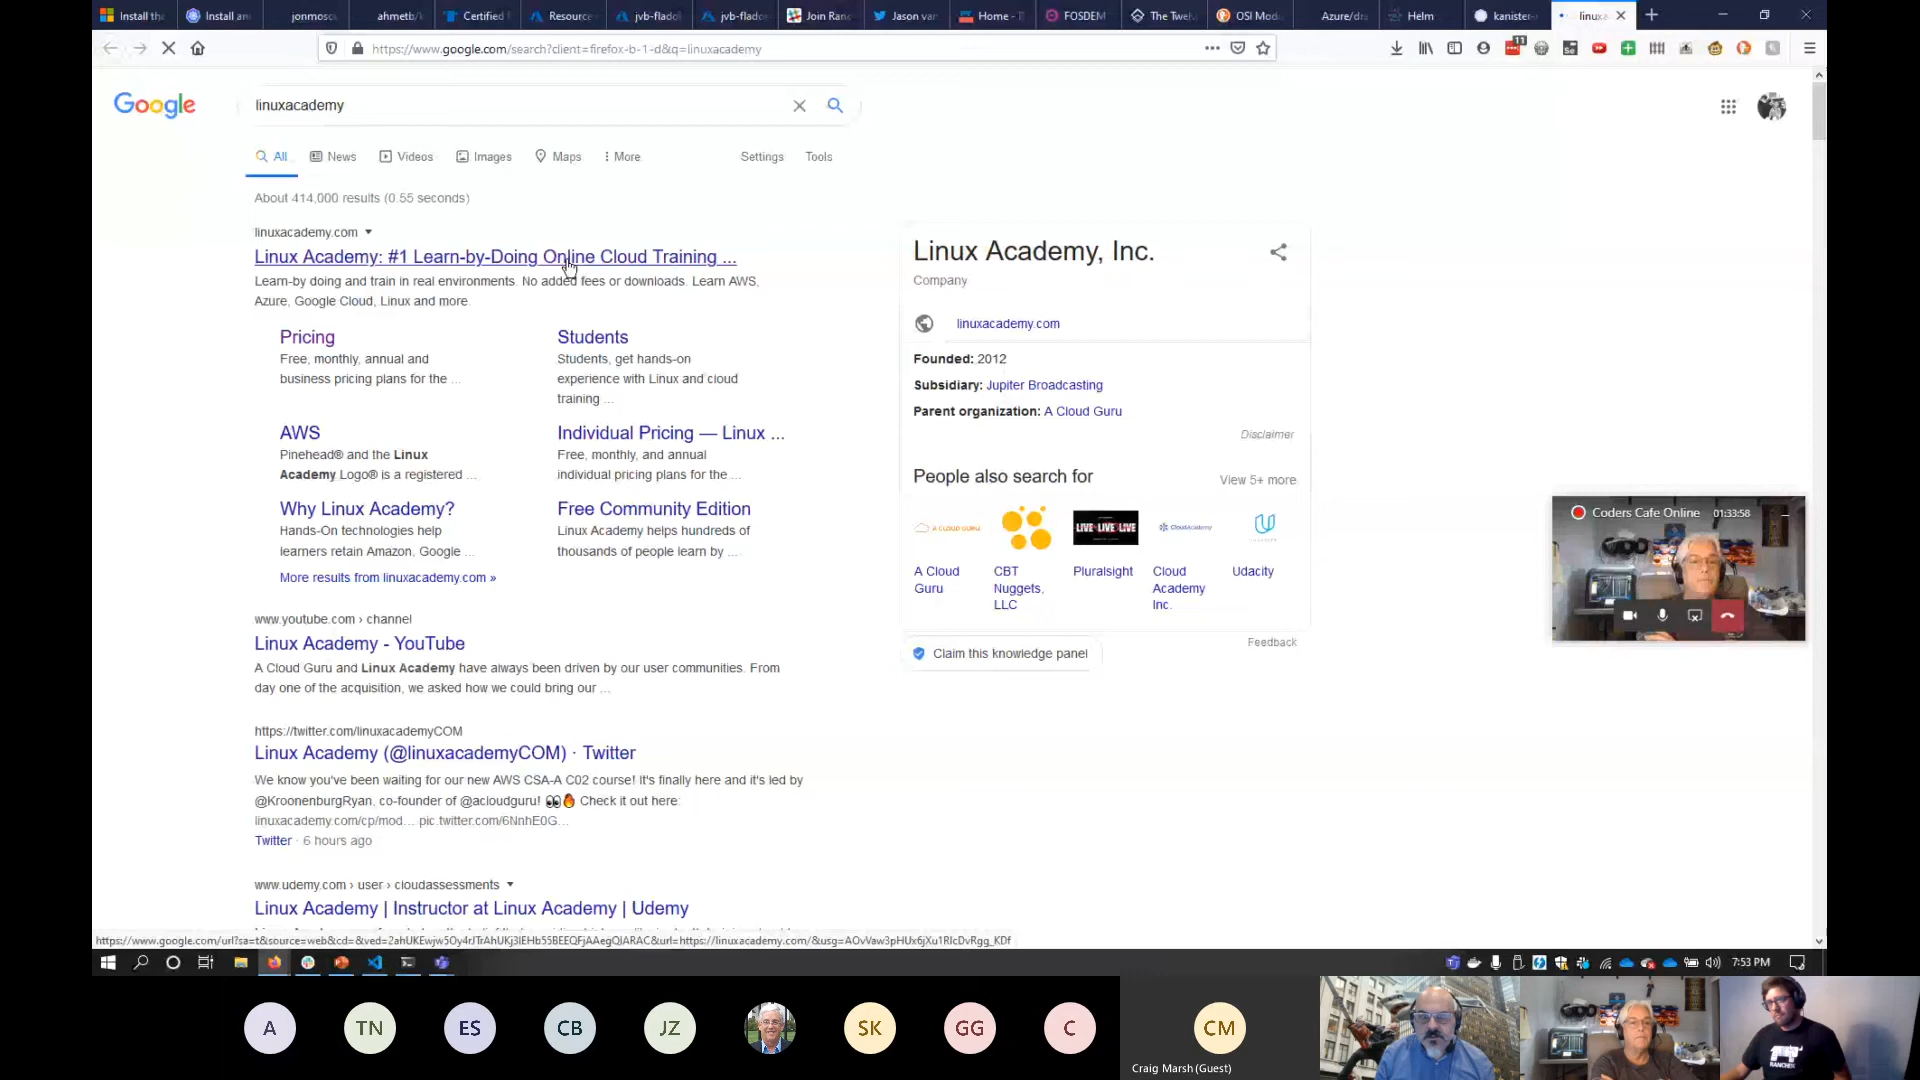 Install the
Install an
jonmosc
ahmetb/
Certified
Resource
jvb-flado
jvb-flado
Join Ranc
Jason van
Home -
FOSDEM
The Twel
OSI Mod
Azure/dra
Helm
kanister
linuxa
https://www.google.com/search?client=firefox-b-1-d&q=linuxacademy
11
Google
linuxacademy
All
News
Videos
Images
Maps
More
Settings
Tools
About 414,000 results (0.55 seconds)
linuxacademy.com
Linux Academy: #1 Learn-by-Doing Online Cloud Training ...
Learn-by doing and train in real environments. No added fees or downloads. Learn AWS,
Azure, Google Cloud, Linux and more.
Pricing
Free, monthly, annual and
business pricing plans for the ...
Students
Students, get hands-on
experience with Linux and cloud
training ...
AWS
Pinehead® and the Linux
Academy Logo® is a registered ...
Individual Pricing — Linux ...
Free, monthly, and annual
individual pricing plans for the ...
Why Linux Academy?
Hands-On technologies help
learners retain Amazon, Google ...
Free Community Edition
Linux Academy helps hundreds of
thousands of people learn by ...
More results from linuxacademy.com »
www.youtube.com › channel
Linux Academy - YouTube
A Cloud Guru and Linux Academy have always been driven by our user communities. From
day one of the acquisition, we asked how we could bring our ...
https://twitter.com/linuxacademyCOM
Linux Academy (@linuxacademyCOM) · Twitter
We know you've been waiting for our new AWS CSA-A C02 course! It's finally here and it's led by
@KroonenburgRyan, co-founder of @acloudguru! 👀🔥 Check it out here:
linuxacademy.com/cp/mod... pic.twitter.com/6NnhE0G...
Twitter · 6 hours ago
www.udemy.com › user › cloudassessments
Linux Academy | Instructor at Linux Academy | Udemy
Linux Academy, Inc.
Company
linuxacademy.com
Founded: 2012
Subsidiary: Jupiter Broadcasting
Parent organization: A Cloud Guru
Disclaimer
People also search for
View 5+ more
A CLOUD GURU
LIVE LIVE LIVE
CloudAcademy
A Cloud
Guru
CBT
Nuggets,
LLC
Pluralsight
Cloud
Academy
Inc.
Udacity
Feedback
Claim this knowledge panel
Coders Cafe Online 01:33:58
7:53 PM
A
TN
ES
CB
JZ
SK
GG
C
CM
Craig Marsh (Guest)
RANCHER